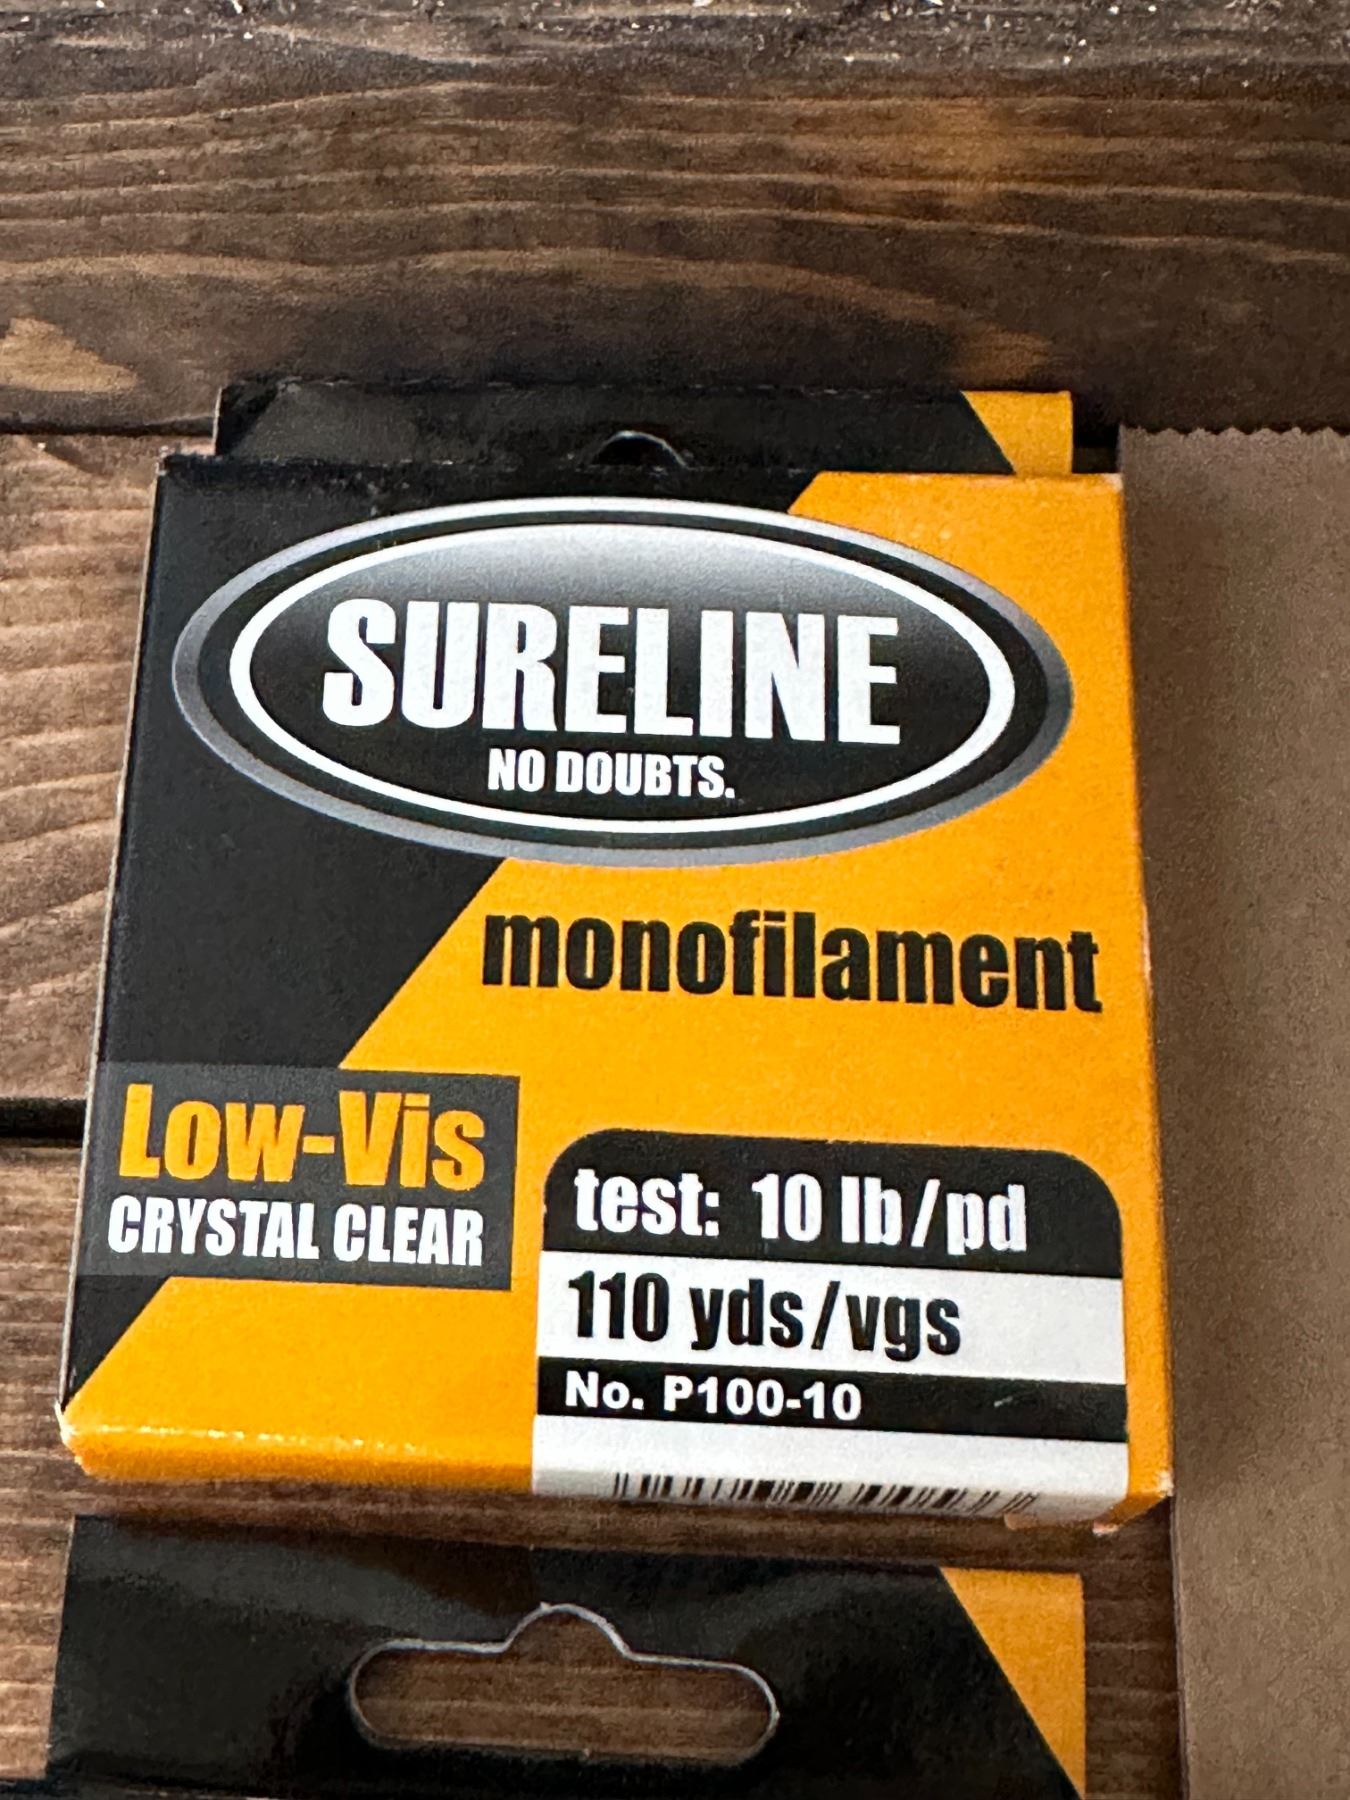 SURELINE
NO DOUBTS.
monofilament
Low-Vis
CRYSTAL CLEAR
test: 10 lb/pd
110 yds/vgs
No. P100-10